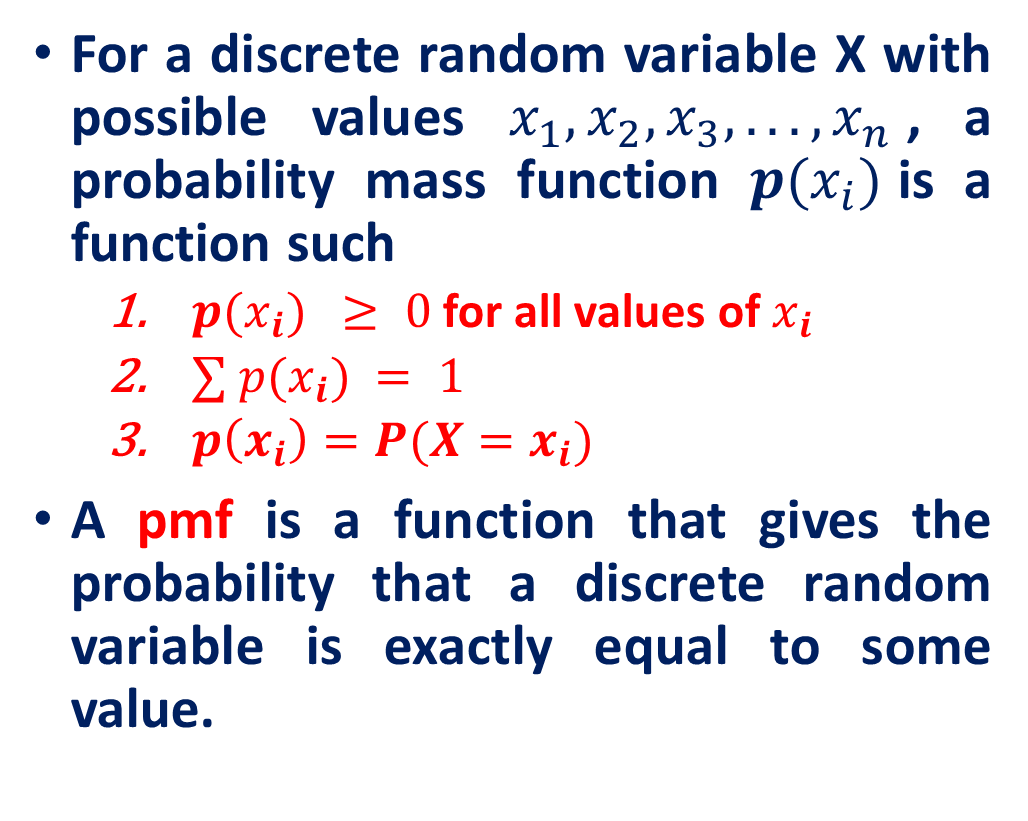 • For a discrete random variable X with
possible values x₁, x₂, x₃, . . . , xₙ , a
probability mass function p(xᵢ) is a
function such
1. p(xᵢ) ≥ 0 for all values of xᵢ
2. ∑ p(xᵢ) = 1
3. p(xᵢ) = P(X = xᵢ)
• A pmf is a function that gives the
probability that a discrete random
variable is exactly equal to some
value.